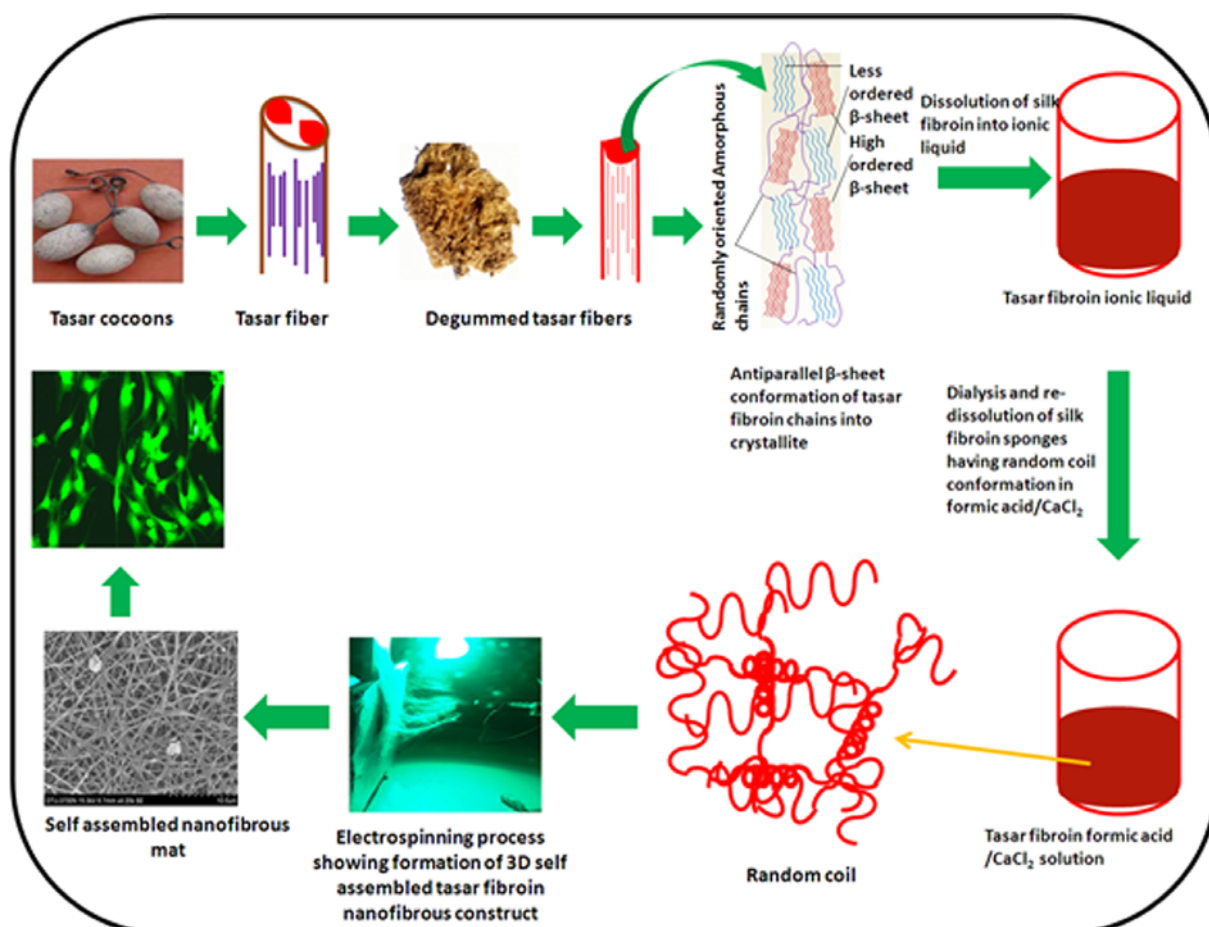 Less
ordered
β-sheet
High
ordered
β-sheet
Dissolution of silk
fibroin into ionic
liquid
Randomly oriented Amorphous
chains
Tasar cocoons
Tasar fiber
Degummed tasar fibers
Tasar fibroin ionic liquid
Antiparallel β-sheet
conformation of tasar
fibroin chains into
crystallite
Dialysis and re-
dissolution of silk
fibroin sponges
having random coil
conformation in
formic acid/CaCl₂
Self assembled nanofibrous
mat
Electrospinning process
showing formation of 3D self
assembled tasar fibroin
nanofibrous construct
Random coil
Tasar fibroin formic acid
/CaCl₂ solution